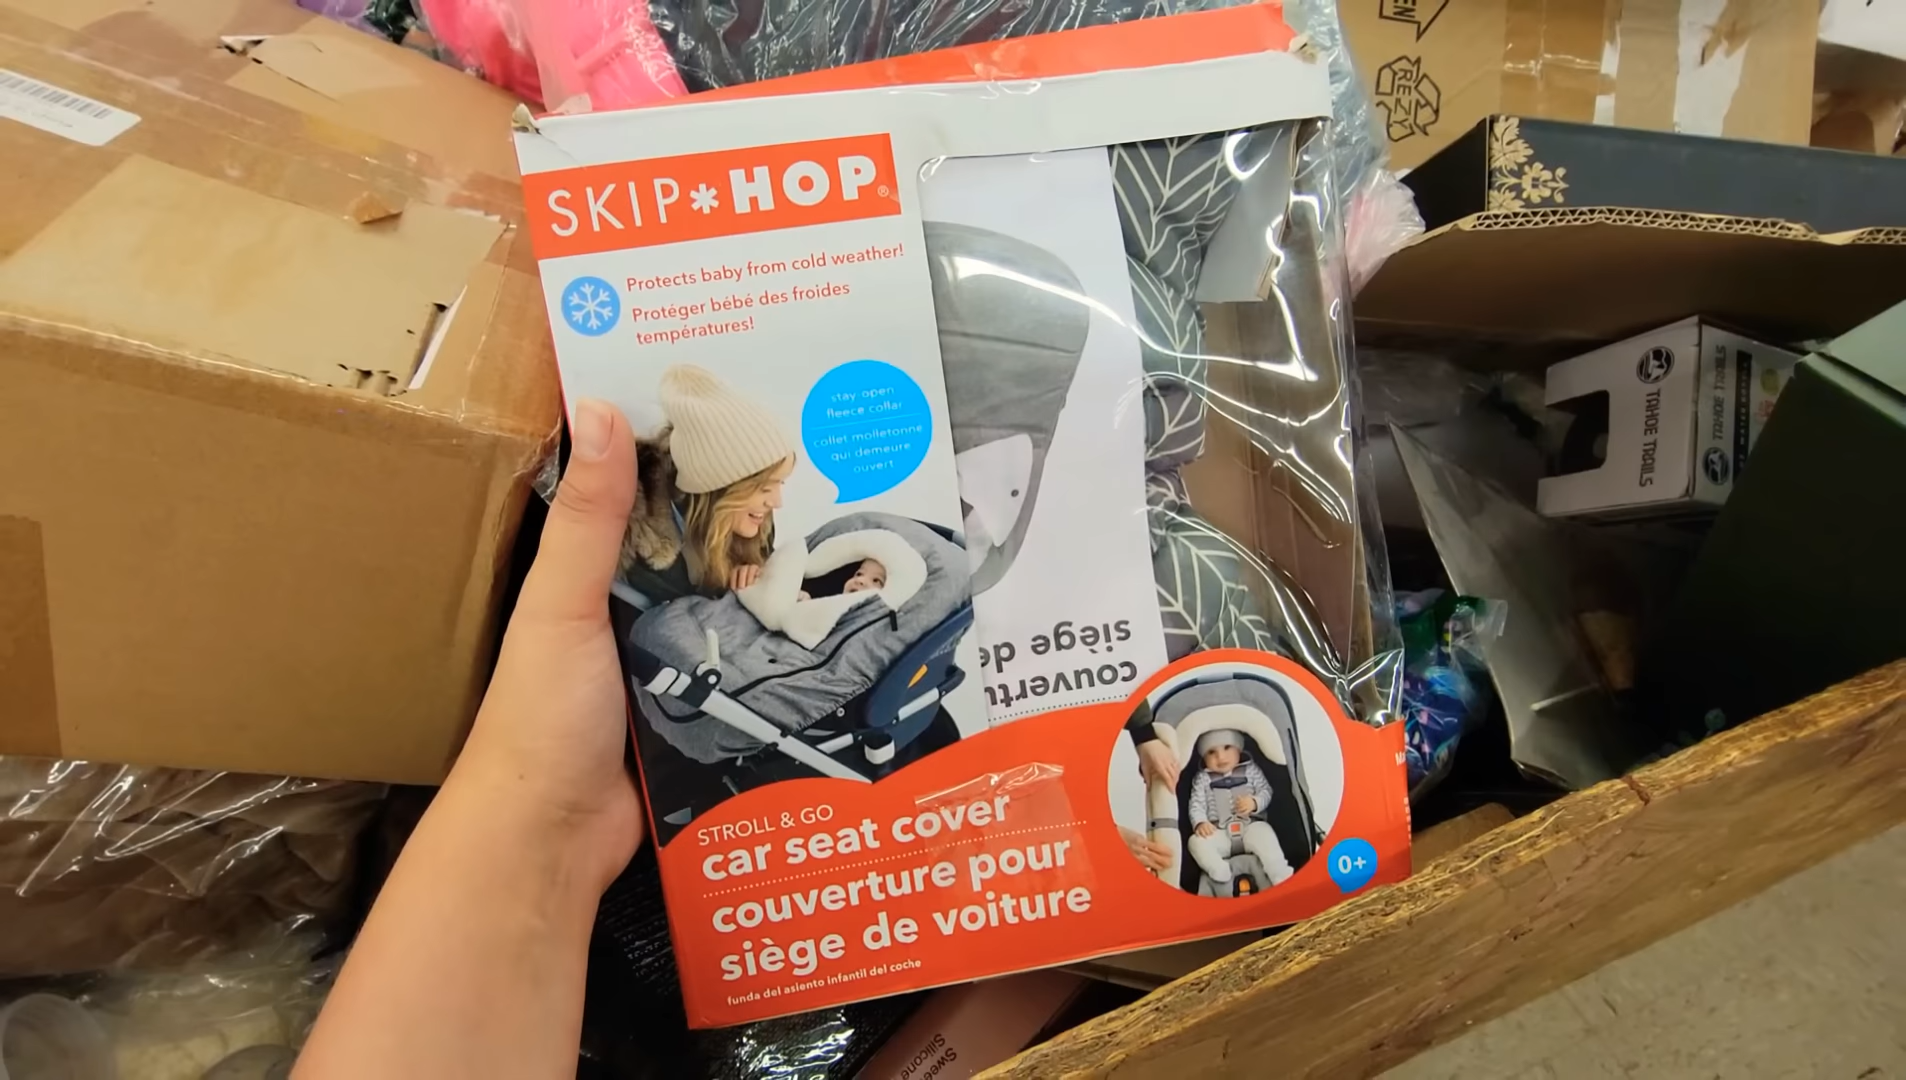 SKIP*HOP®
Protects baby from cold weather!
Protéger bébé des froides
températures!
stay open
fleece collar
collet molletonné
qui demeure
ouvert
couvertu
siège de
STROLL & GO
car seat cover
couverture pour
siège de voiture
funda del asiento infantil del coche
0+
TAHOE TRAILS
TAHOE TRAILS
REZY
EN
Silicone